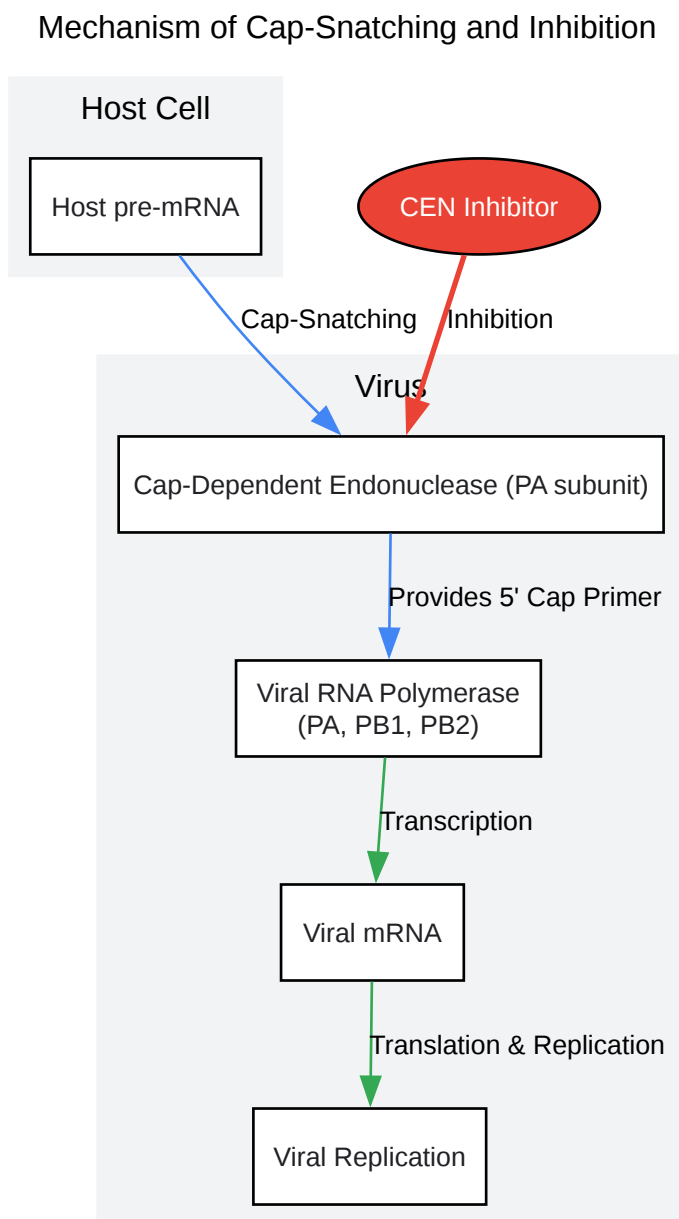 Mechanism of Cap-Snatching and Inhibition
Host Cell
Host pre-mRNA
CEN Inhibitor
Cap-Snatching
Inhibition
Virus
Cap-Dependent Endonuclease (PA subunit)
Provides 5' Cap Primer
Viral RNA Polymerase
(PA, PB1, PB2)
Transcription
Viral mRNA
Translation & Replication
Viral Replication